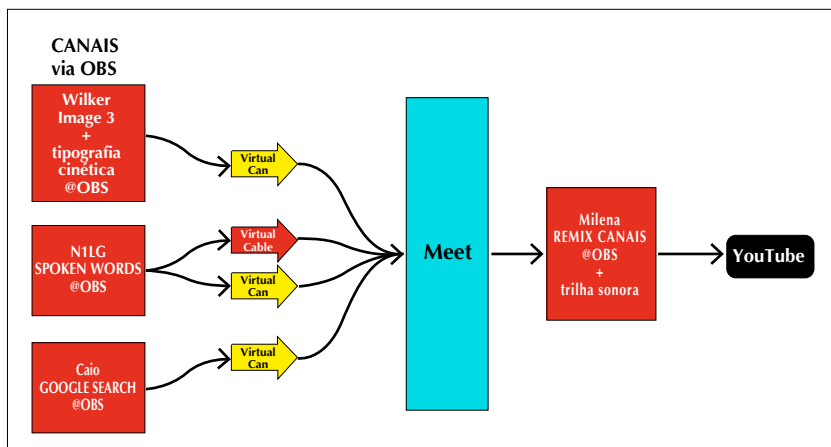 CANAIS
via OBS
Wilker
Image 3
+
tipografia
cinética
@OBS
Virtual
Can
N1LG
SPOKEN WORDS
@OBS
Virtual
Cable
Virtual
Can
Caio
GOOGLE SEARCH
@OBS
Virtual
Can
Meet
Milena
REMIX CANAIS
@OBS
+
trilha sonora
YouTube